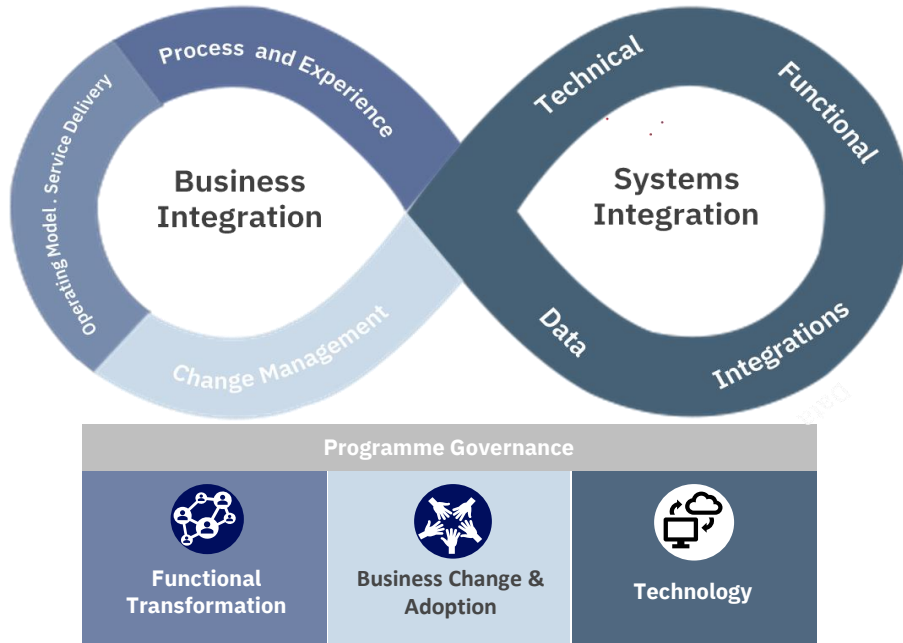 Process and Experience
Operating Model . Service Delivery
Change Management
Business
Integration
Technical
Functional
Integrations
Data
Systems
Integration
Data
Programme Governance
Functional
Transformation
Business Change &
Adoption
Technology